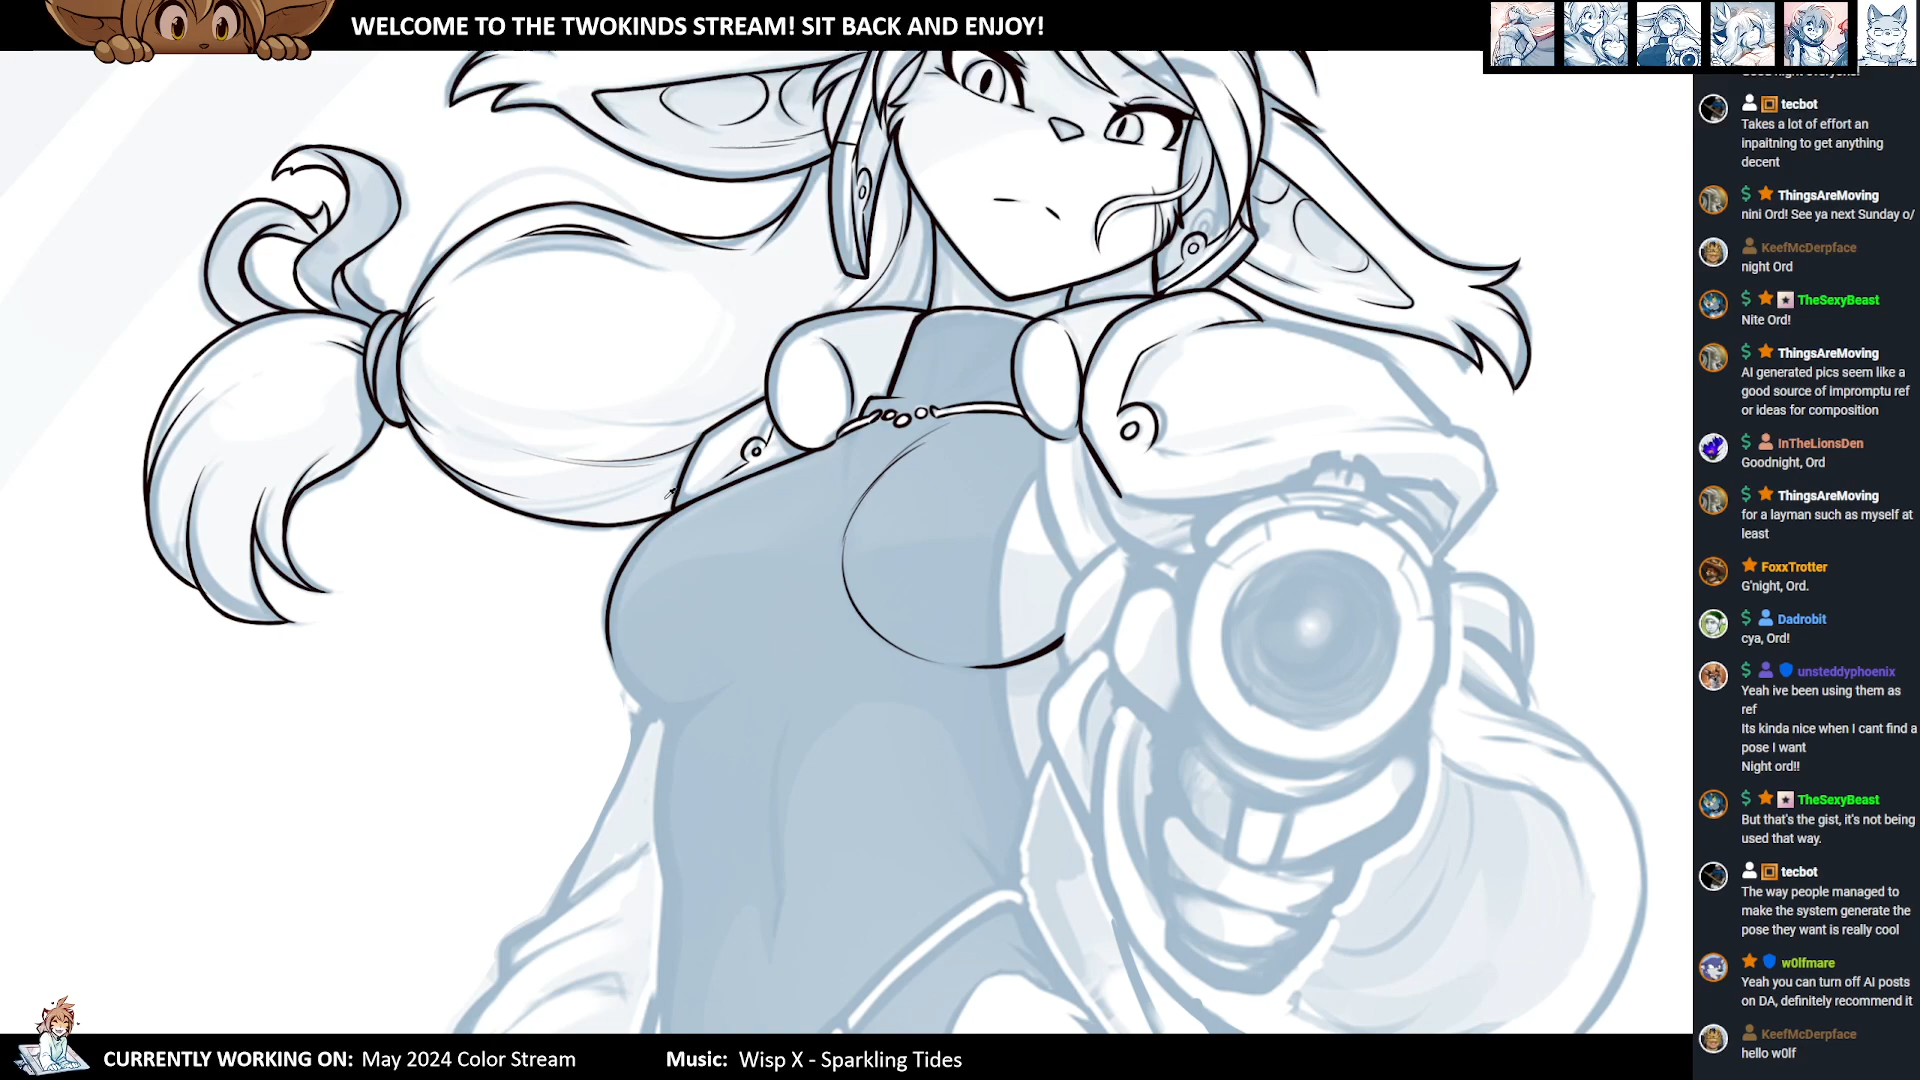 WELCOME TO THE TWOKINDS STREAM! SIT BACK AND ENJOY!
tecbot
Takes a lot of effort an
inpaitning to get anything
decent
ThingsAreMoving
nini Ord! See ya next Sunday o/
KeefMcDerpface
night Ord
TheSexyBeast
Nite Ord!
ThingsAreMoving
AI generated pics seem like a
good source of impromptu ref
or ideas for composition
InTheLionsDen
Goodnight, Ord
ThingsAreMoving
for a layman such as myself at
least
FoxxTrotter
G'night, Ord.
Dadrobit
cya, Ord!
unsteddyphoenix
Yeah ive been using them as
ref
Its kinda nice when I cant find a
pose I want
Night ord!!
TheSexyBeast
But that's the gist, it's not being
used that way.
tecbot
The way people managed to
make the system generate the
pose they want is really cool
w0lfmare
Yeah you can turn off AI posts
on DA, definitely recommend it
KeefMcDerpface
hello w0lf
CURRENTLY WORKING ON: May 2024 Color Stream
Music: Wisp X - Sparkling Tides